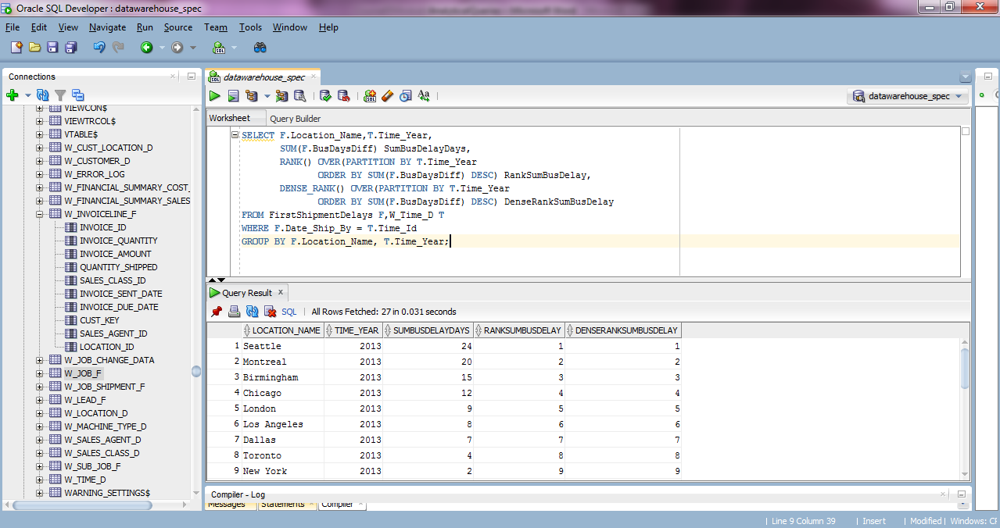 Oracle SQL Developer : datawarehouse_spec
File Edit View Navigate Run Source Team Tools Window Help
Connections
VIEWCON$
VIEWTRCOL$
VTABLE$
W_CUST_LOCATION_D
W_CUSTOMER_D
W_ERROR_LOG
W_FINANCIAL_SUMMARY_COST_
W_FINANCIAL_SUMMARY_SALES
W_INVOICELINE_F
INVOICE_ID
INVOICE_QUANTITY
INVOICE_AMOUNT
QUANTITY_SHIPPED
SALES_CLASS_ID
INVOICE_SENT_DATE
INVOICE_DUE_DATE
CUST_KEY
SALES_AGENT_ID
LOCATION_ID
W_JOB_CHANGE_DATA
W_JOB_F
W_JOB_SHIPMENT_F
W_LEAD_F
W_LOCATION_D
W_MACHINE_TYPE_D
W_SALES_AGENT_D
W_SALES_CLASS_D
W_SUB_JOB_F
W_TIME_D
WARNING_SETTINGS$
datawarehouse_spec
datawarehouse_spec
Worksheet Query Builder
SELECT F.Location_Name,T.Time_Year,
SUM(F.BusDaysDiff) SumBusDelayDays,
RANK() OVER(PARTITION BY T.Time_Year
ORDER BY SUM(F.BusDaysDiff) DESC) RankSumBusDelay,
DENSE_RANK() OVER(PARTITION BY T.Time_Year
ORDER BY SUM(F.BusDaysDiff) DESC) DenseRankSumBusDelay
FROM FirstShipmentDelays F,W_Time_D T
WHERE F.Date_Ship_By = T.Time_Id
GROUP BY F.Location_Name, T.Time_Year;
Query Result
SQL | All Rows Fetched: 27 in 0.031 seconds
LOCATION_NAME TIME_YEAR SUMBUSDELAYDAYS RANKSUMBUSDELAY DENSERANKSUMBUSDELAY
1 Seattle 2013 24 1 1
2 Montreal 2013 20 2 2
3 Birmingham 2013 15 3 3
4 Chicago 2013 12 4 4
5 London 2013 9 5 5
6 Los Angeles 2013 8 6 6
7 Dallas 2013 7 7 7
8 Toronto 2013 4 8 8
9 New York 2013 2 9 9
Compiler - Log
Messages Statements Compiler
| Line 9 Column 39 | Insert | Modified | Windows: CF